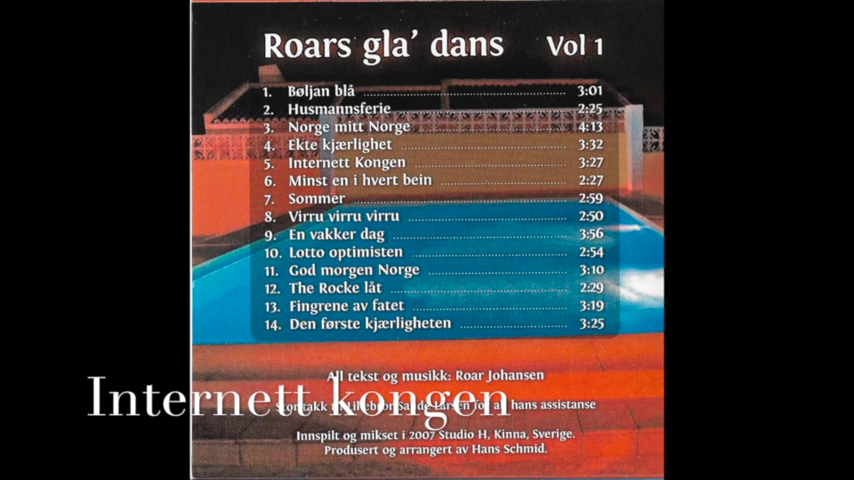 Roars gla' dans Vol 1
1. Bøljan blå 3:01
2. Husmannsferie 2:25
3. Norge mitt Norge 4:13
4. Ekte kjærlighet 3:32
5. Internett Kongen 3:27
6. Minst en i hvert bein 2:27
7. Sommer 2:59
8. Virru virru virru 2:50
9. En vakker dag 3:56
10. Lotto optimisten 2:54
11. God morgen Norge 3:10
12. The Rocke låt 2:29
13. Fingrene av fatet 3:19
14. Den første kjærligheten 3:25
All tekst og musikk: Roar Johansen
Internett kongen
Sande Larsen for all hans assistanse
Innspilt og mikset i 2007 Studio H, Kinna, Sverige.
Produsert og arrangert av Hans Schmid.